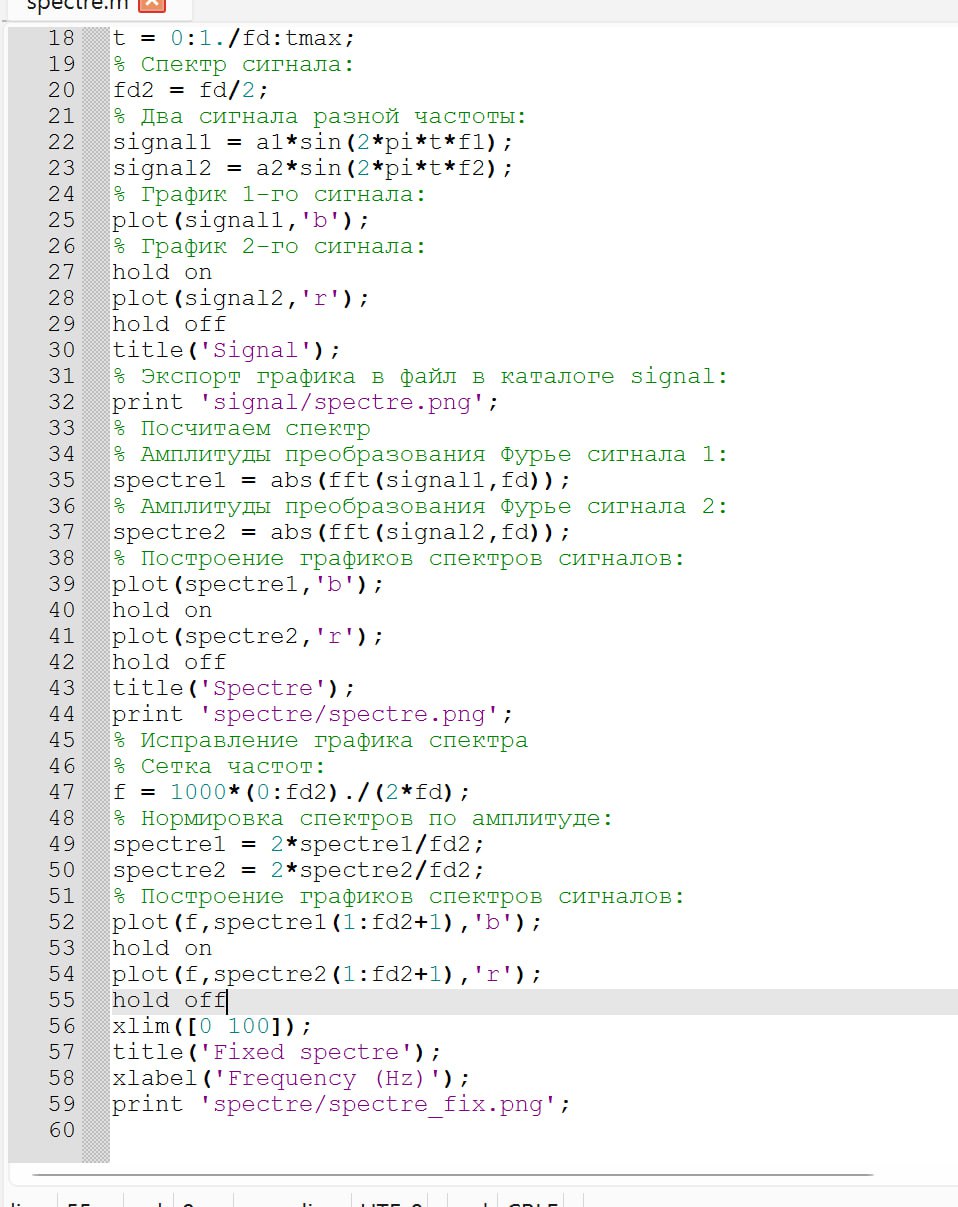 spectre.m
18 t = 0:1./fd:tmax;
19 % Спектр сигнала:
20 fd2 = fd/2;
21 % Два сигнала разной частоты:
22 signal1 = a1*sin(2*pi*t*f1);
23 signal2 = a2*sin(2*pi*t*f2);
24 % График 1-го сигнала:
25 plot(signal1,'b');
26 % График 2-го сигнала:
27 hold on
28 plot(signal2,'r');
29 hold off
30 title('Signal');
31 % Экспорт графика в файл в каталоге signal:
32 print 'signal/spectre.png';
33 % Посчитаем спектр
34 % Амплитуды преобразования Фурье сигнала 1:
35 spectre1 = abs(fft(signal1,fd));
36 % Амплитуды преобразования Фурье сигнала 2:
37 spectre2 = abs(fft(signal2,fd));
38 % Построение графиков спектров сигналов:
39 plot(spectre1,'b');
40 hold on
41 plot(spectre2,'r');
42 hold off
43 title('Spectre');
44 print 'spectre/spectre.png';
45 % Исправление графика спектра
46 % Сетка частот:
47 f = 1000*(0:fd2)./(2*fd);
48 % Нормировка спектров по амплитуде:
49 spectre1 = 2*spectre1/fd2;
50 spectre2 = 2*spectre2/fd2;
51 % Построение графиков спектров сигналов:
52 plot(f,spectre1(1:fd2+1),'b');
53 hold on
54 plot(f,spectre2(1:fd2+1),'r');
55 hold off
56 xlim([0 100]);
57 title('Fixed spectre');
58 xlabel('Frequency (Hz)');
59 print 'spectre/spectre_fix.png';
60